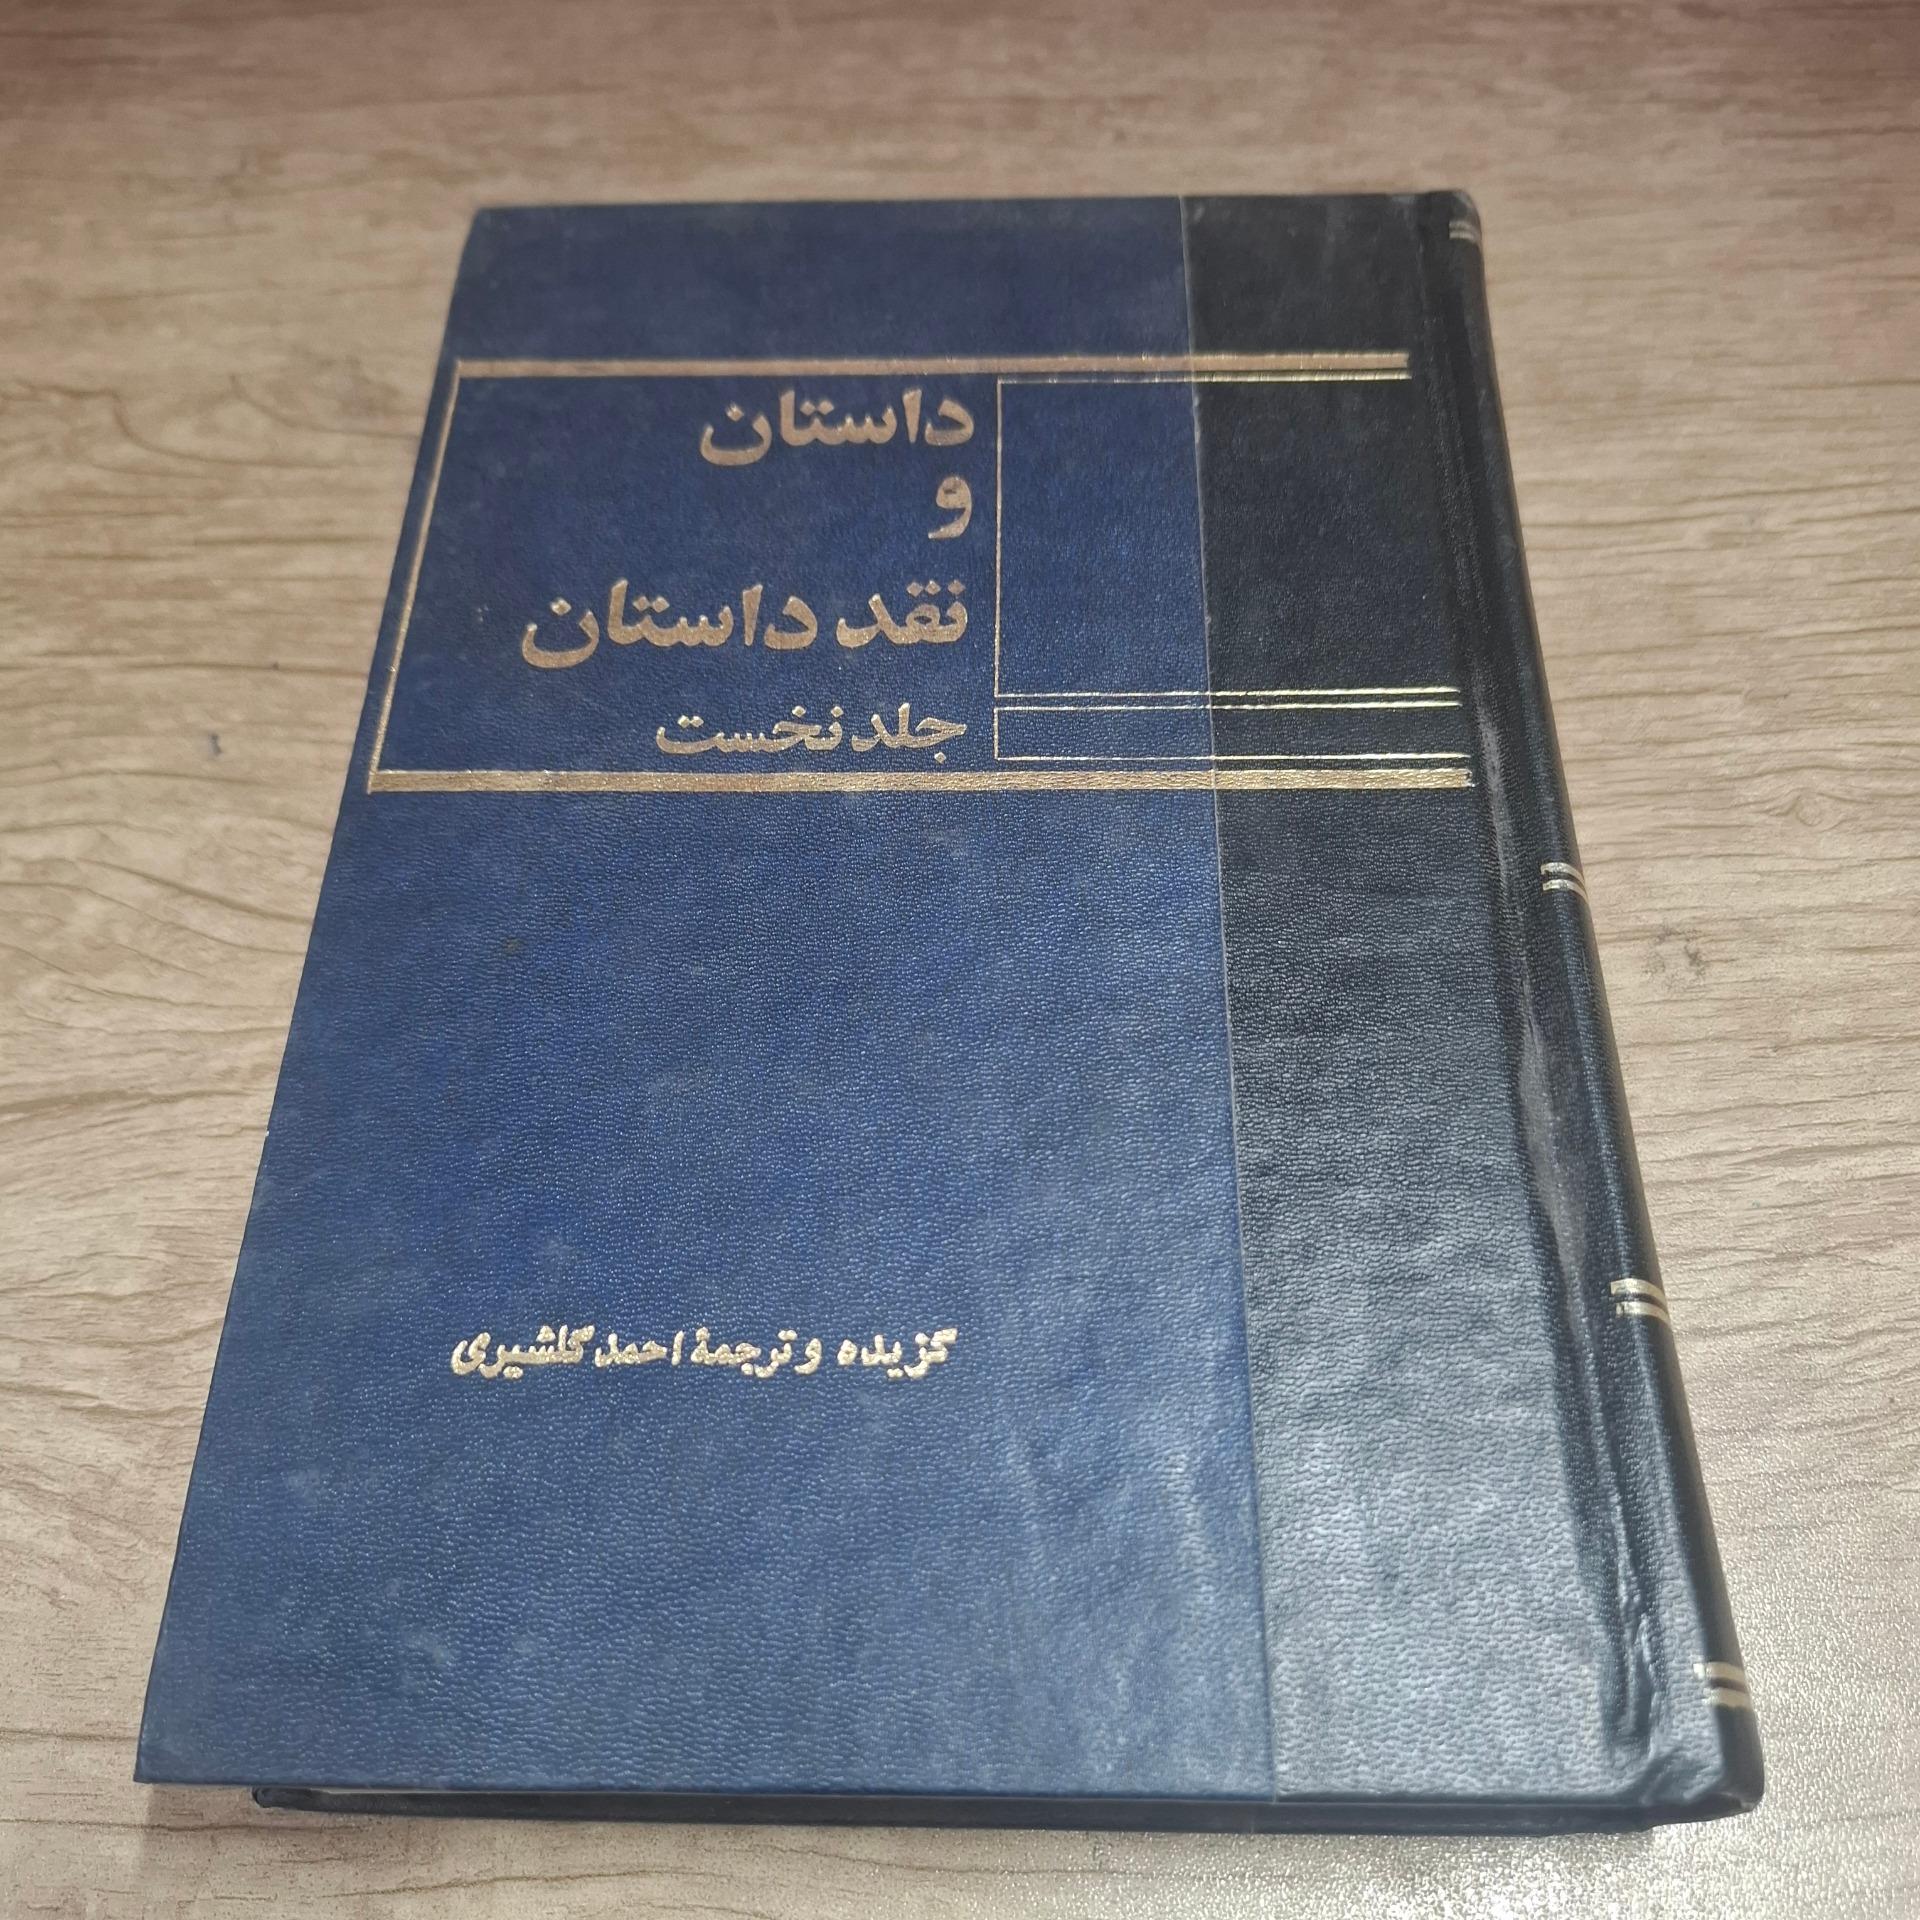 داستان
و
نقد داستان
جلد نخست
گزیده و ترجمهٔ احمد گلشیری